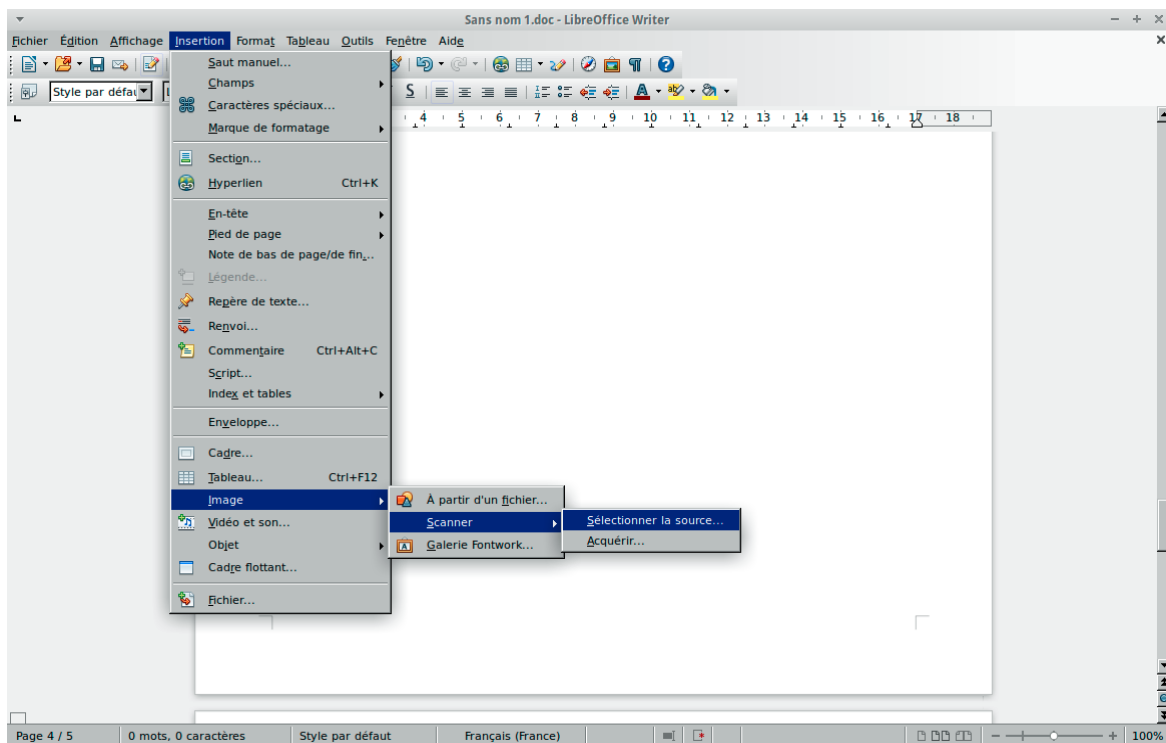 Sans nom 1.doc - LibreOffice Writer
Fichier Édition Affichage Insertion Format Tableau Outils Fenêtre Aide
Style par défau
4 5 6 7 8 9 10 11 12 13 14 15 16 17 18
Saut manuel...
Champs
Caractères spéciaux...
Marque de formatage
Section...
Hyperlien Ctrl+K
En-tête
Pied de page
Note de bas de page/de fin...
Légende...
Repère de texte...
Renvoi...
Commentaire Ctrl+Alt+C
Script...
Index et tables
Enveloppe...
Cadre...
Tableau... Ctrl+F12
Image
Vidéo et son...
Objet
Cadre flottant...
Fichier...
À partir d'un fichier...
Scanner
Galerie Fontwork...
Sélectionner la source...
Acquérir...
Page 4 / 5 0 mots, 0 caractères Style par défaut Français (France) 100%